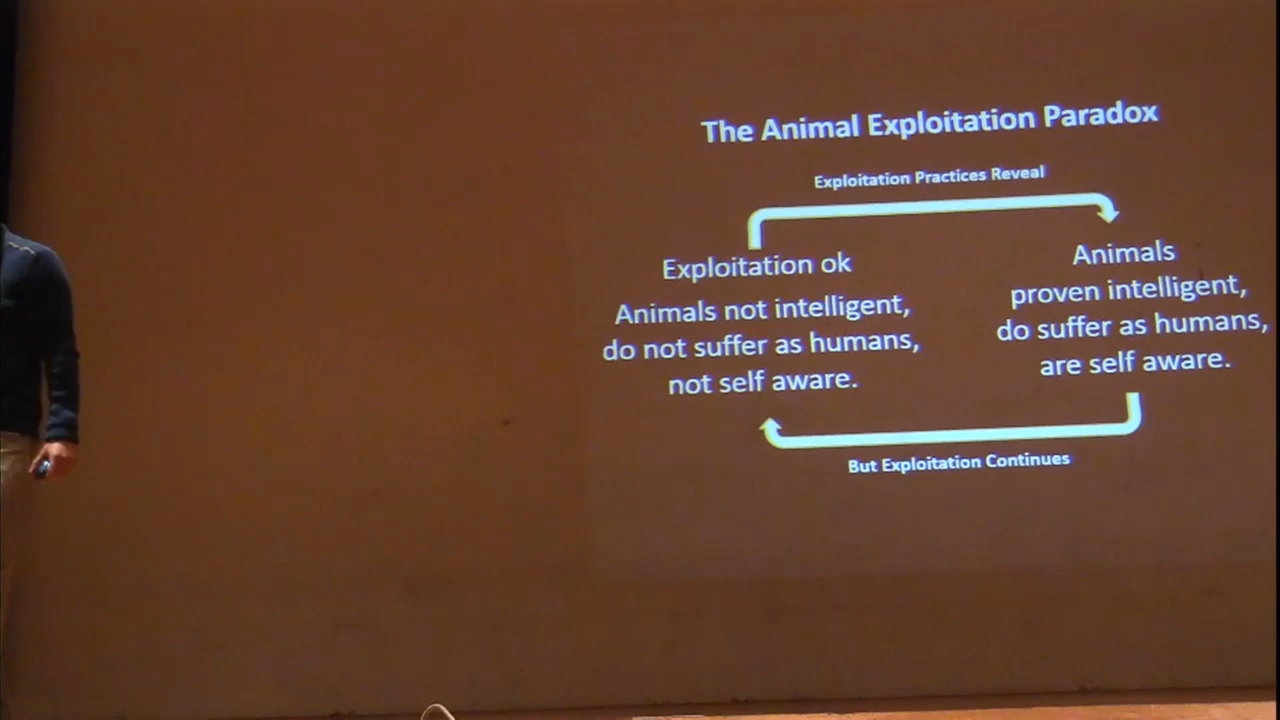 The Animal Exploitation Paradox
Exploitation Practices Reveal
Exploitation ok
Animals not intelligent,
do not suffer as humans,
not self aware.
Animals
proven intelligent,
do suffer as humans,
are self aware.
But Exploitation Continues